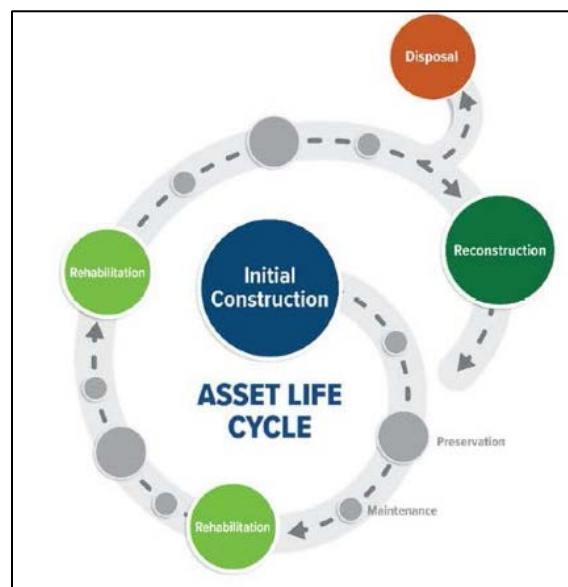 Disposal
Rehabilitation
Reconstruction
Initial
Construction
ASSET LIFE
CYCLE
Preservation
Maintenance
Rehabilitation